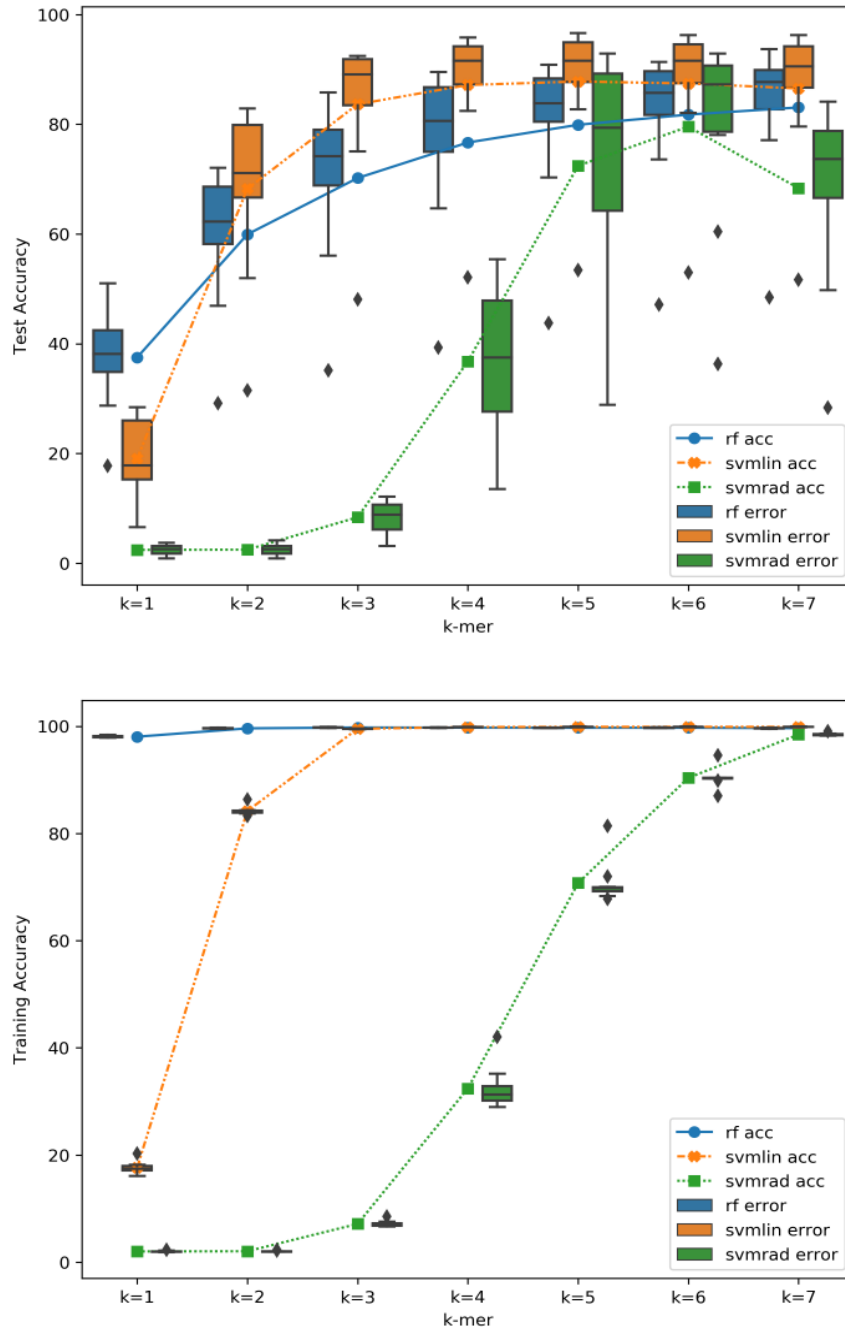 100
80
60
40
20
0
Test Accuracy
rf acc
svmlin acc
svmrad acc
rf error
svmlin error
svmrad error
k=1 k=2 k=3 k=4 k=5 k=6 k=7
k-mer
100
80
60
40
20
0
Training Accuracy
rf acc
svmlin acc
svmrad acc
rf error
svmlin error
svmrad error
k=1 k=2 k=3 k=4 k=5 k=6 k=7
k-mer